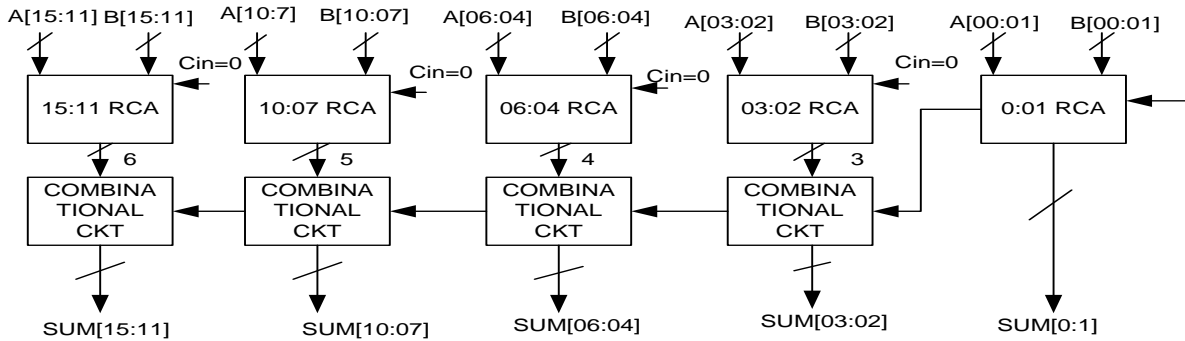 A[15:11] B[15:11] A[10:7] B[10:07] A[06:04] B[06:04] A[03:02] B[03:02] A[00:01] B[00:01]
Cin=0 Cin=0 Cin=0 Cin=0
15:11 RCA 10:07 RCA 06:04 RCA 03:02 RCA 0:01 RCA
6 5 4 3
COMBINA COMBINA COMBINA COMBINA
TIONAL TIONAL TIONAL TIONAL
CKT CKT CKT CKT
SUM[15:11] SUM[10:07] SUM[06:04] SUM[03:02] SUM[0:1]